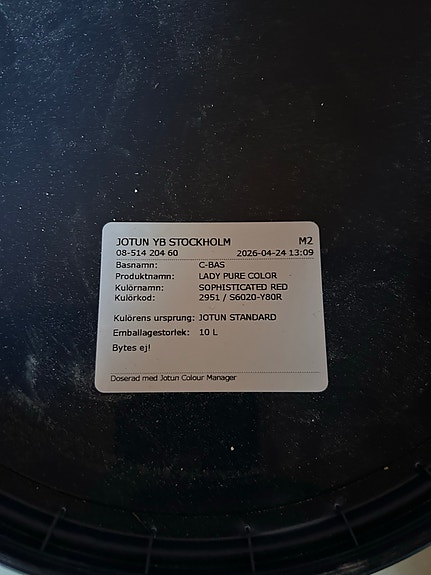 JOTUN YB STOCKHOLM M2
08-514 204 60 2026-04-24 13:09
Basnamn: C-BAS
Produktnamn: LADY PURE COLOR
Kulörnamn: SOPHISTICATED RED
Kulörkod: 2951 / S6020-Y80R
Kulörens ursprung: JOTUN STANDARD
Emballagestorlek: 10 L
Bytes ej!
Doserad med Jotun Colour Manager